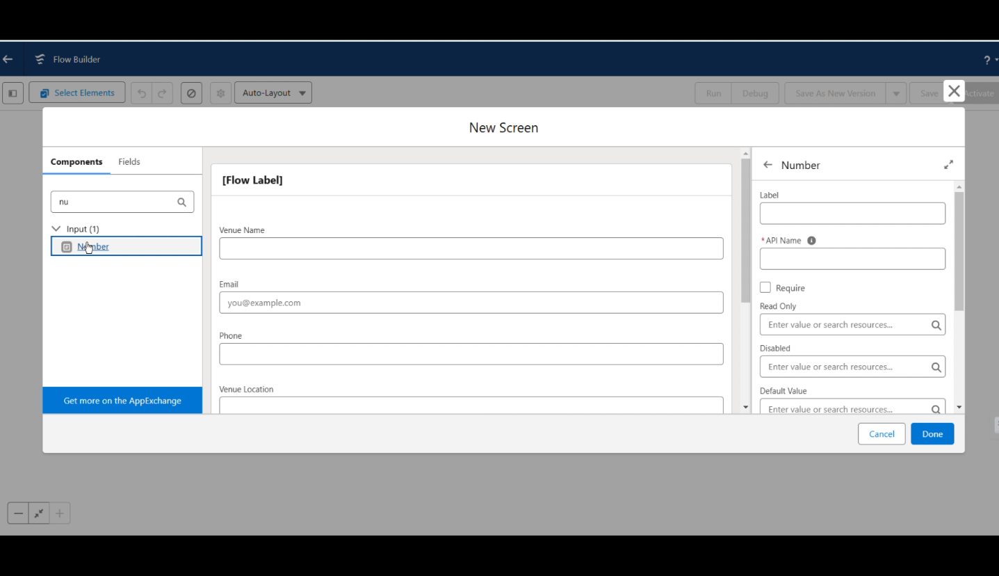 Flow Builder
?
Select Elements
Auto-Layout
Run
Debug
Save As New Version
Save
Activate
New Screen
Components
Fields
nu
Input (1)
Number
Get more on the AppExchange
[Flow Label]
Venue Name
Email
you@example.com
Phone
Venue Location
Number
Label
*API Name
Require
Read Only
Enter value or search resources...
Disabled
Enter value or search resources...
Default Value
Enter value or search resources...
Cancel
Done